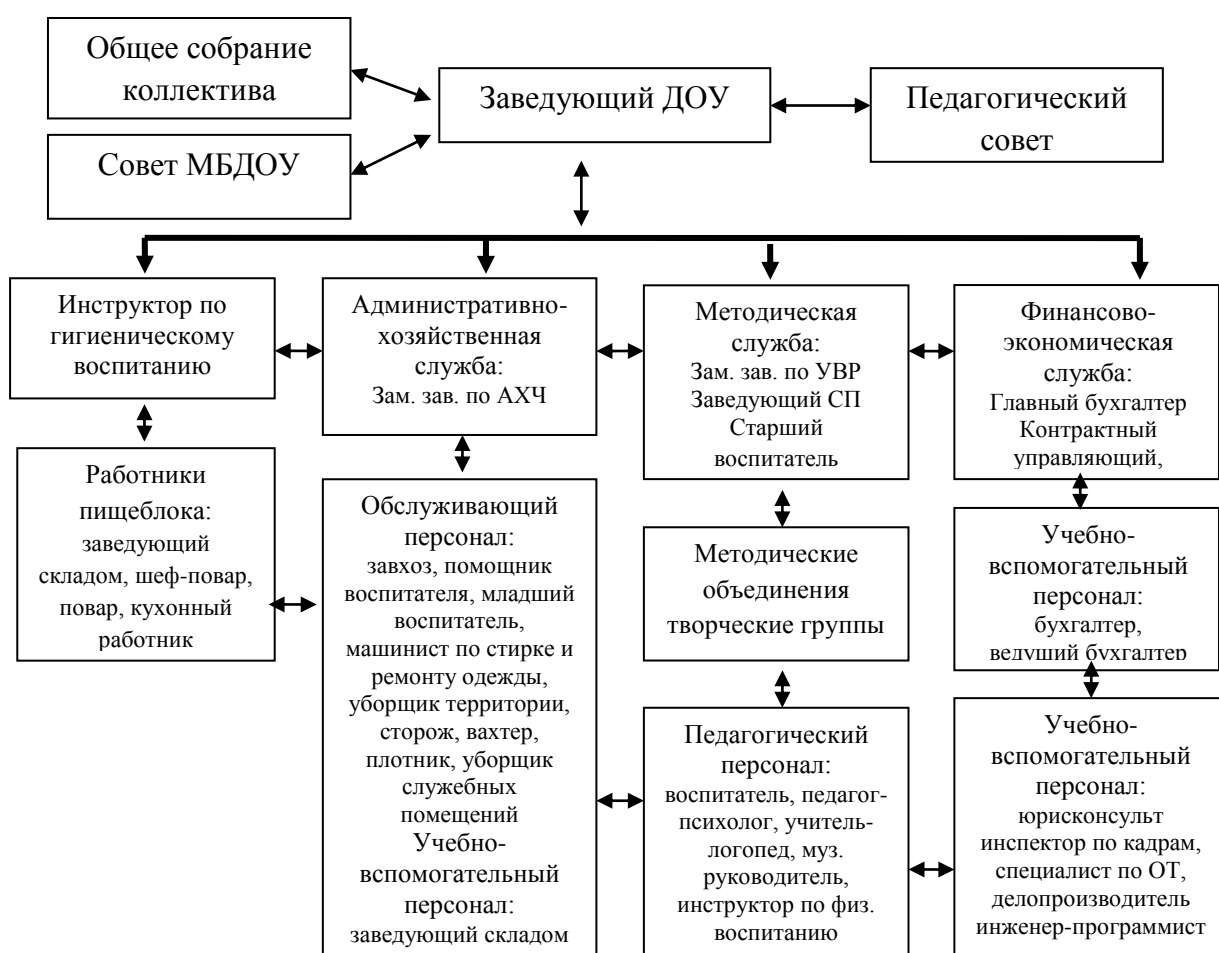 Общее собрание
коллектива
Заведующий ДОУ
Педагогический
совет
Совет МБДОУ
Инструктор по
гигиеническому
воспитанию
Административно-
хозяйственная
служба:
Зам. зав. по АХЧ
Методическая
служба:
Зам. зав. по УВР
Заведующий СП
Старший
воспитатель
Финансово-
экономическая
служба:
Главный бухгалтер
Контрактный
управляющий,
Работники
пищеблока:
заведующий
складом, шеф-повар,
повар, кухонный
работник
Обслуживающий
персонал:
завхоз, помощник
воспитателя, младший
воспитатель,
машинист по стирке и
ремонту одежды,
уборщик территории,
сторож, вахтер,
плотник, уборщик
служебных
помещений
Учебно-
вспомогательный
персонал:
заведующий складом
Методические
объединения
творческие группы
Педагогический
персонал:
воспитатель, педагог-
психолог, учитель-
логопед, муз.
руководитель,
инструктор по физ.
воспитанию
Учебно-
вспомогательный
персонал:
бухгалтер,
ведущий бухгалтер
Учебно-
вспомогательный
персонал:
юрисконсульт
инспектор по кадрам,
специалист по ОТ,
делопроизводитель
инженер-программист